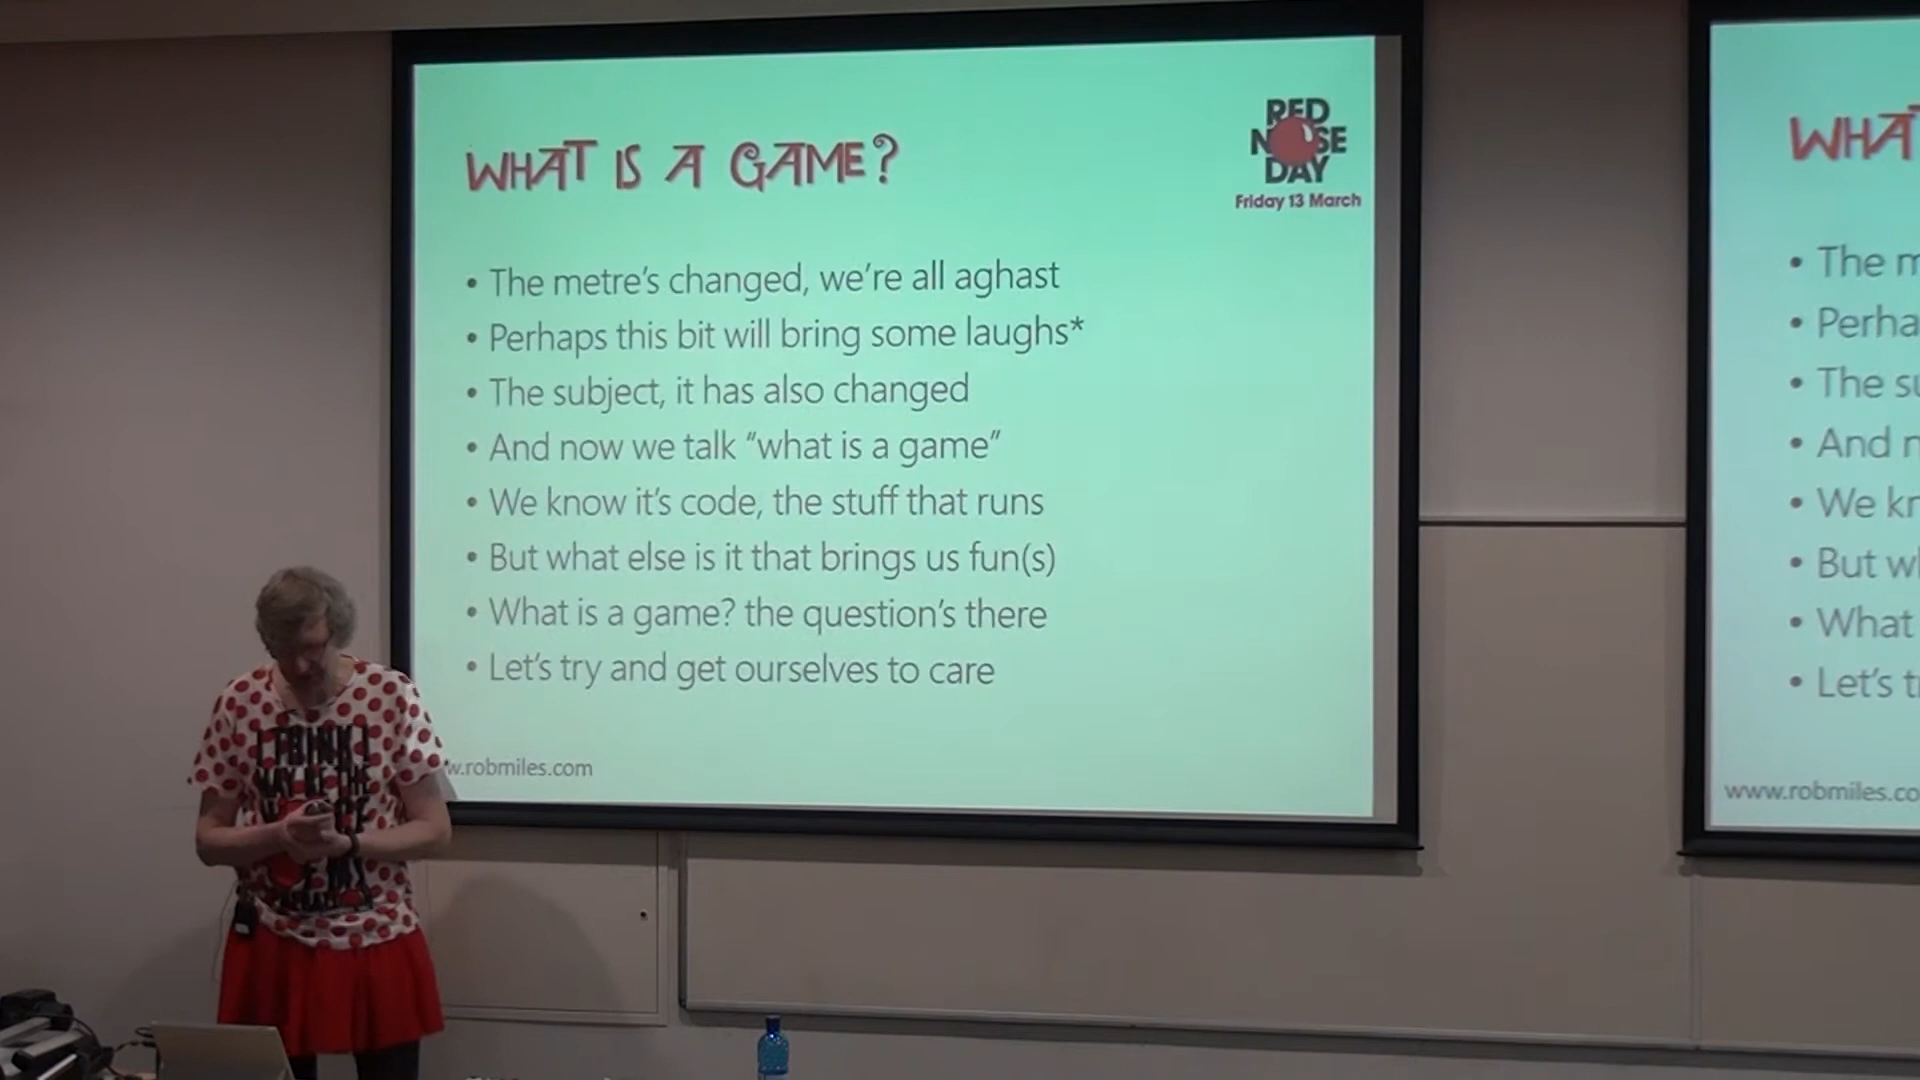 WHAT IS A GAME?
RED
NOSE
DAY
Friday 13 March
• The metre's changed, we're all aghast
• Perhaps this bit will bring some laughs*
• The subject, it has also changed
• And now we talk "what is a game"
• We know it's code, the stuff that runs
• But what else is it that brings us fun(s)
• What is a game? the question's there
• Let's try and get ourselves to care
w.robmiles.com
I THINK I
MAY BE THE
WHAT
• The m
• Perha
• The su
• And n
• We kn
• But wh
• What
• Let's t
www.robmiles.co